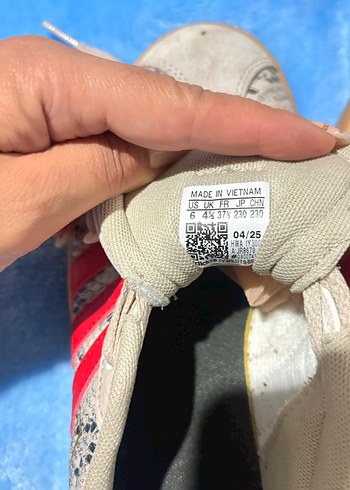 MADE IN VIETNAM
US UK FR JP CHN
6 4½ 37⅓ 230 230
04/25